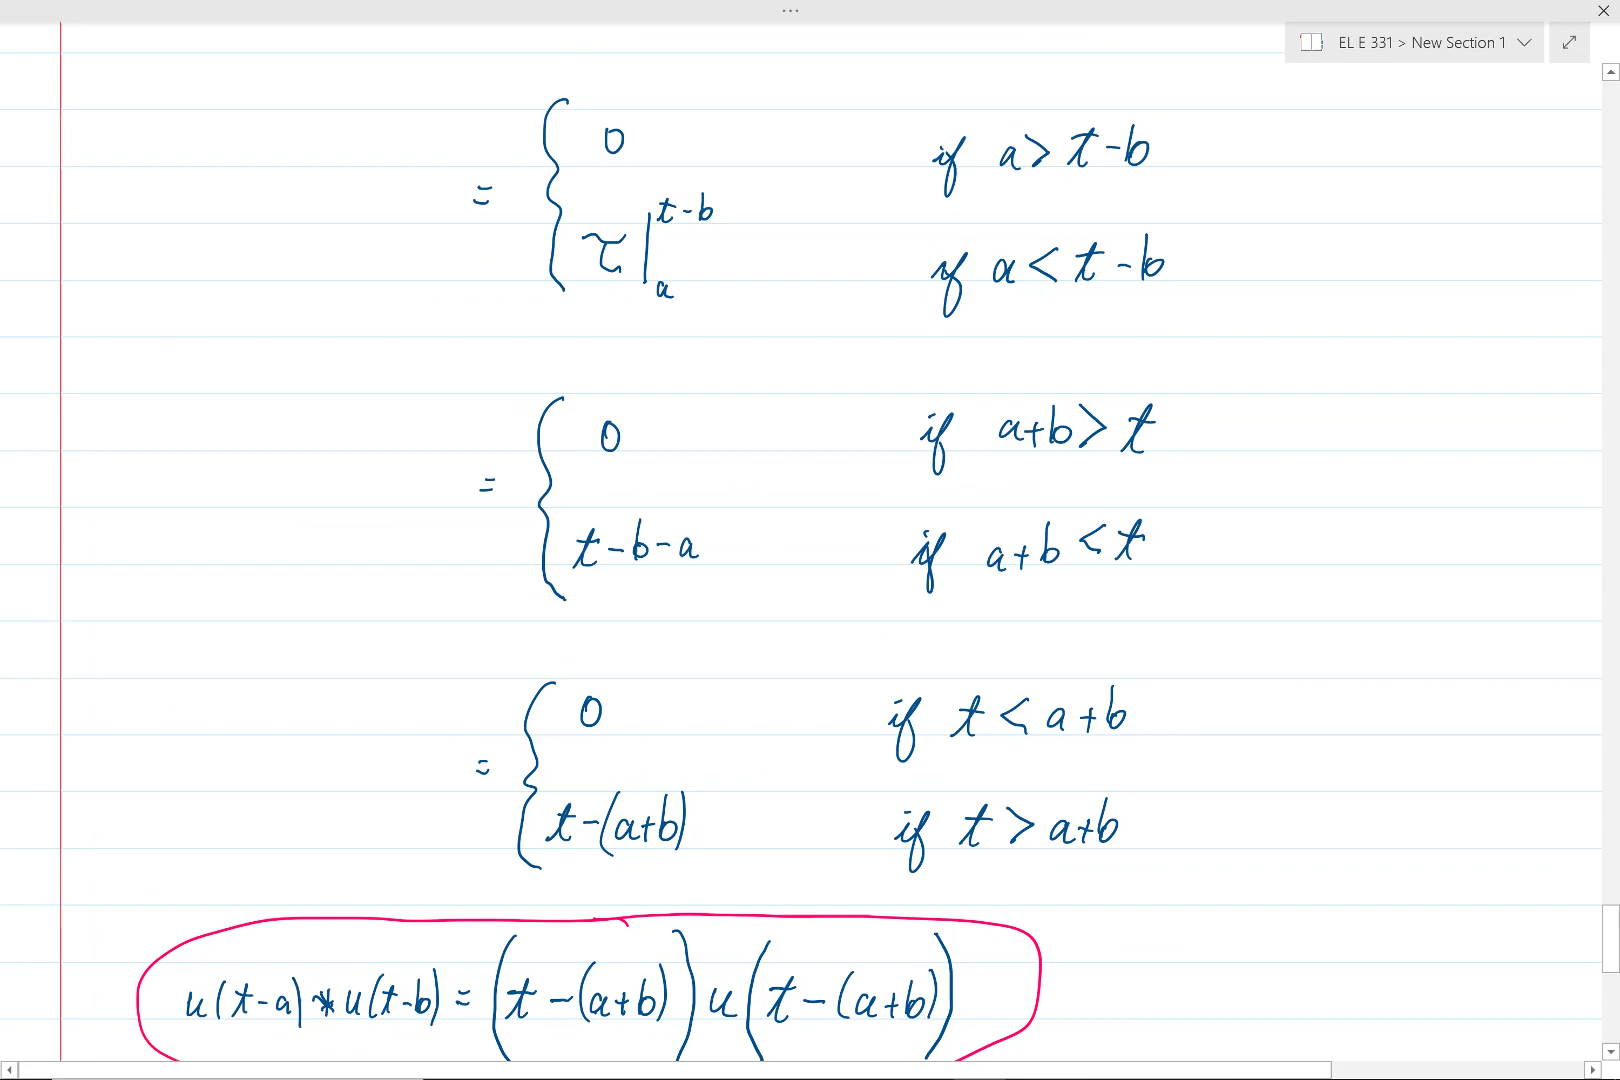 ...
EL E 331 > New Section 1
0 if a > t-b
= { τ |_a^{t-b} if a < t-b
0 if a+b > t
= { t-b-a if a+b < t
0 if t < a+b
= { t-(a+b) if t > a+b
u(t-a) * u(t-b) = (t-(a+b)) u(t-(a+b))